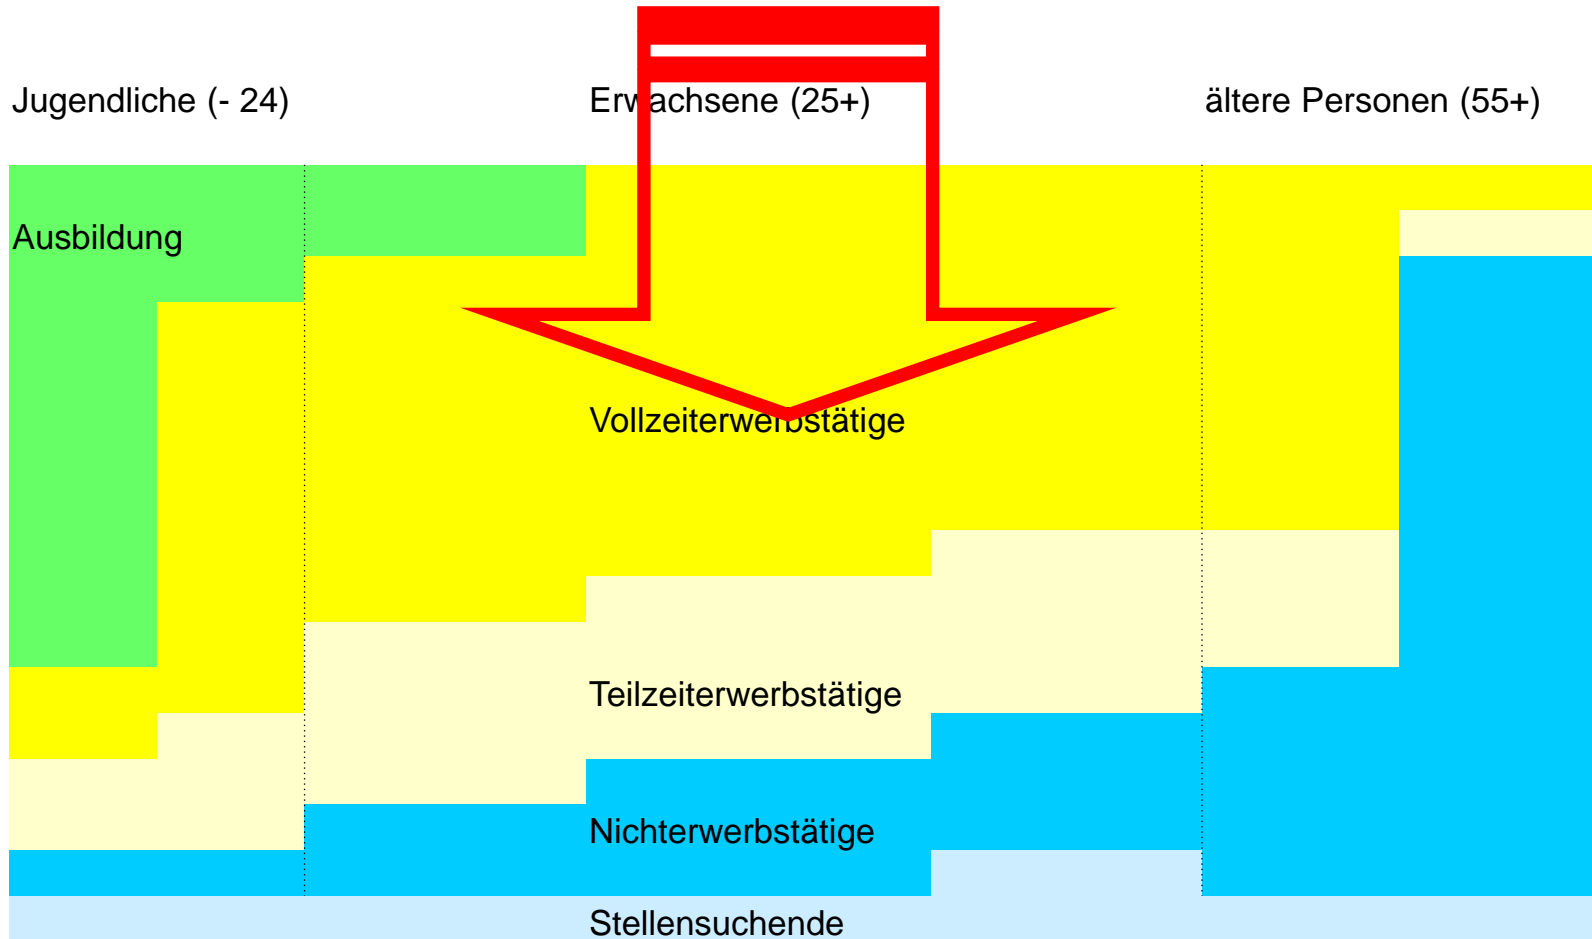 Jugendliche (- 24)
Erwachsene (25+)
ältere Personen (55+)
Ausbildung
Vollzeiterwerbstätige
Teilzeiterwerbstätige
Nichterwerbstätige
Stellensuchende